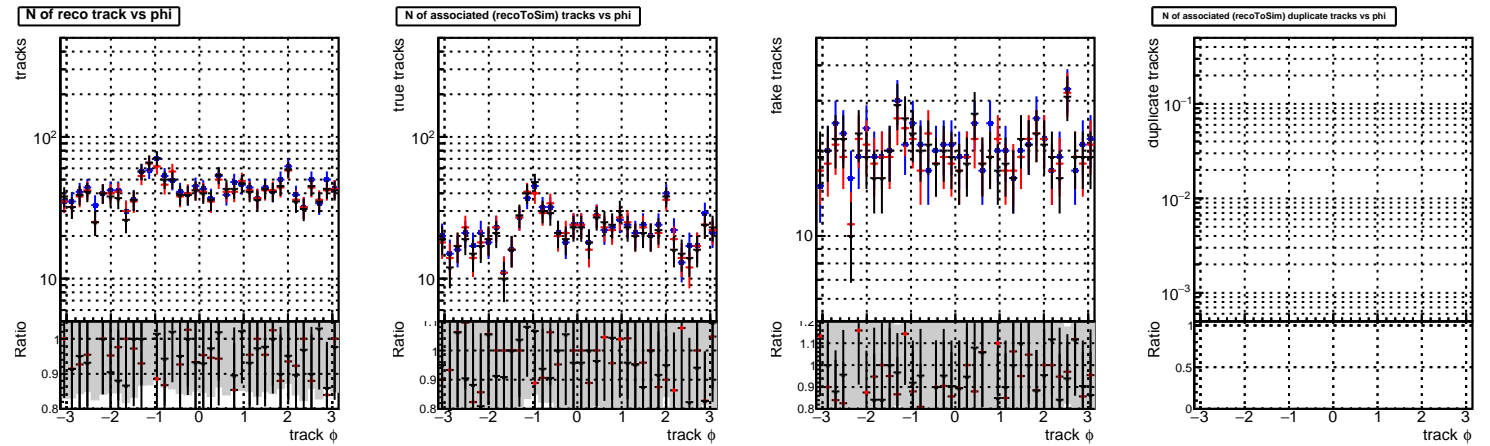 N of reco track vs phi
tracks
10²
10
Ratio
1
0.9
0.8
−3 −2 −1 0 1 2 3
track ϕ
N of associated (recoToSim) tracks vs phi
true tracks
10²
10
Ratio
1.1
1
0.9
0.8
−3 −2 −1 0 1 2 3
track ϕ
fake tracks
10
Ratio
1.2
1.1
1
0.9
0.8
−3 −2 −1 0 1 2 3
track ϕ
N of associated (recoToSim) duplicate tracks vs phi
duplicate tracks
10⁻¹
10⁻²
10⁻³
Ratio
1
0.5
0
−3 −2 −1 0 1 2 3
track ϕ